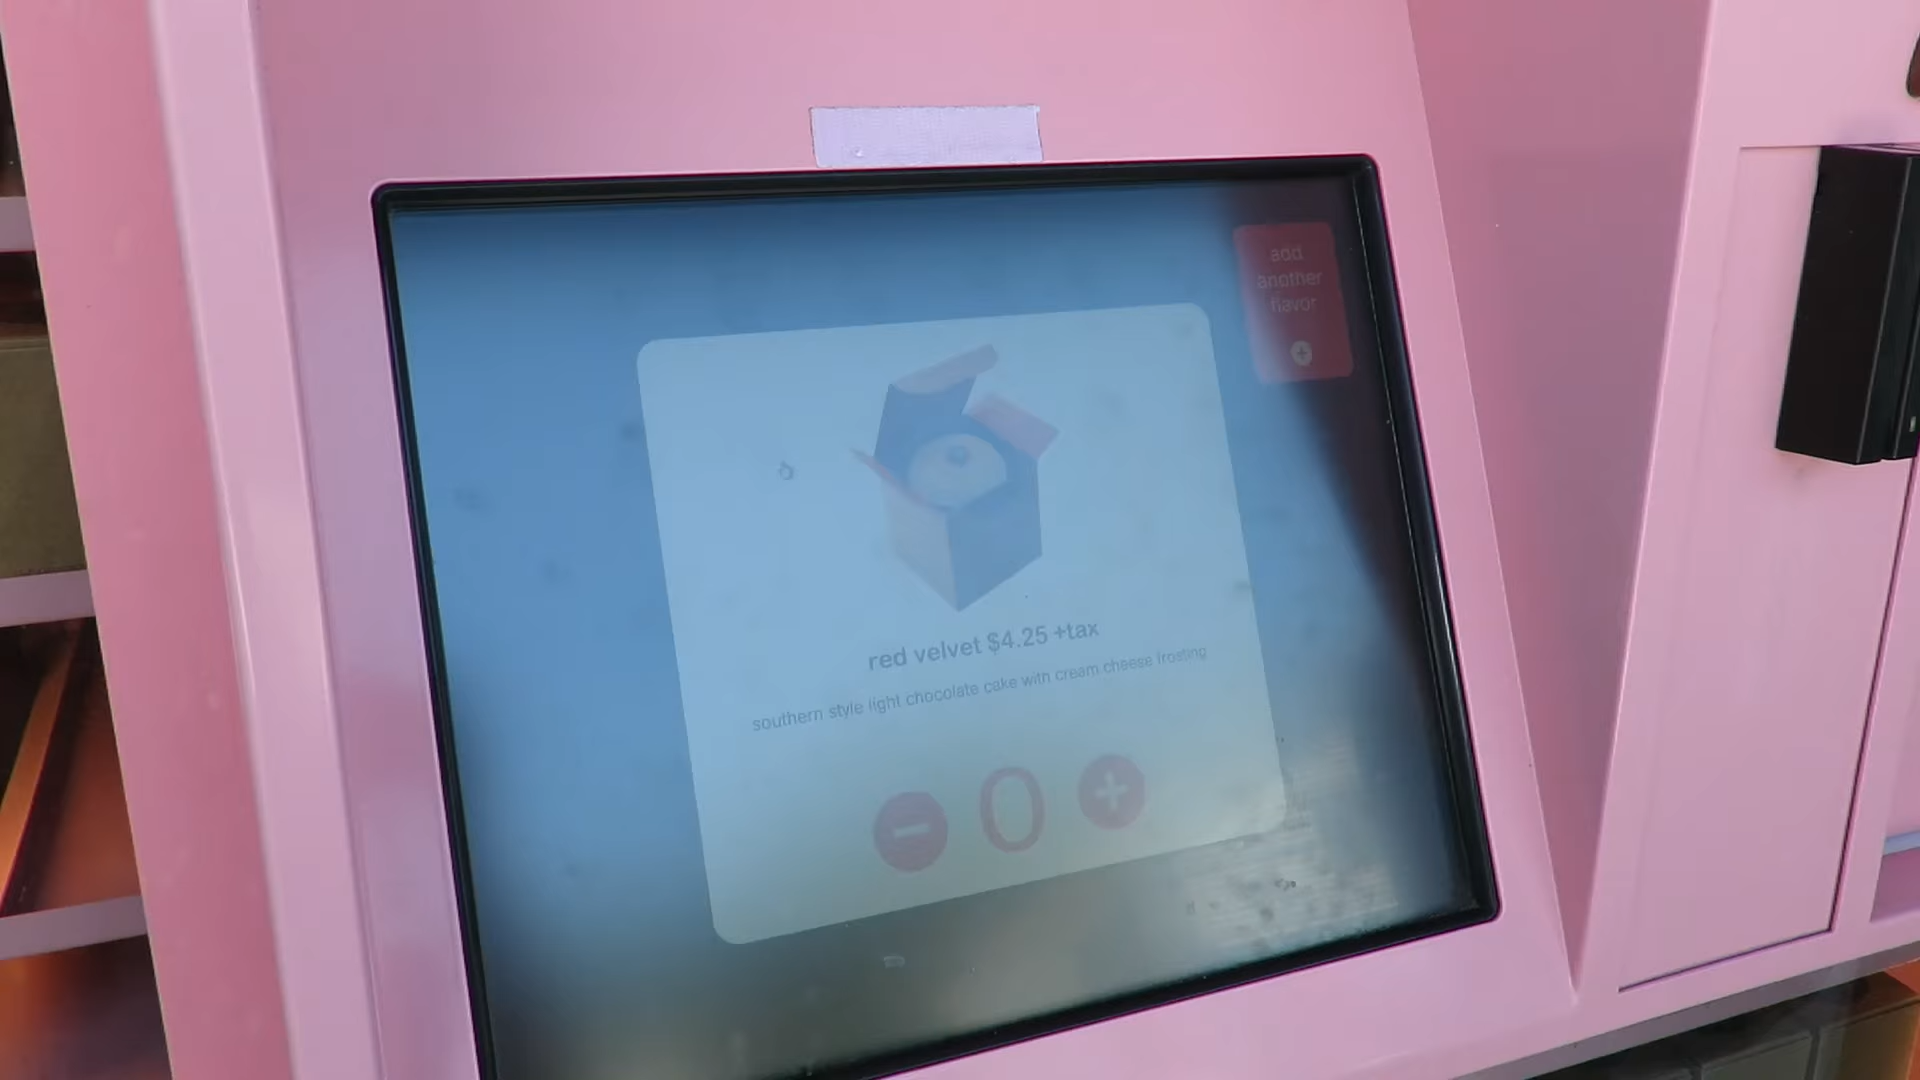 add
another
flavor
red velvet $4.25 +tax
southern style light chocolate cake with cream cheese frosting
0